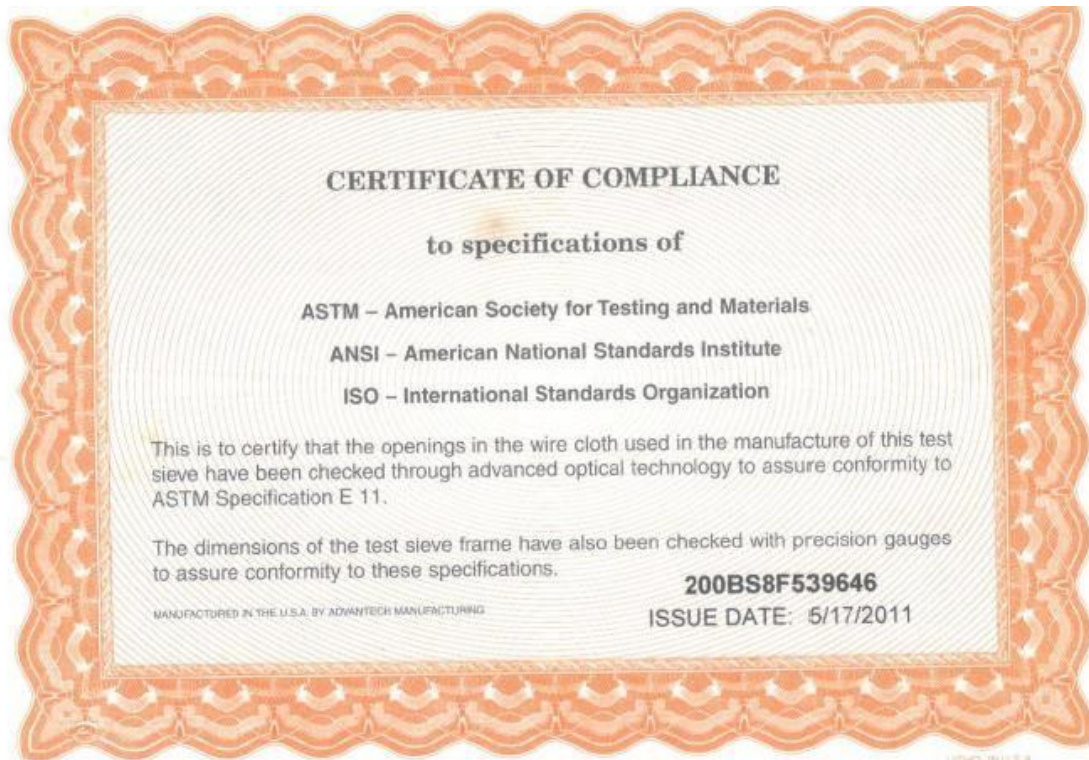 CERTIFICATE OF COMPLIANCE
to specifications of
ASTM – American Society for Testing and Materials
ANSI – American National Standards Institute
ISO – International Standards Organization
This is to certify that the openings in the wire cloth used in the manufacture of this test
sieve have been checked through advanced optical technology to assure conformity to
ASTM Specification E 11.
The dimensions of the test sieve frame have also been checked with precision gauges
to assure conformity to these specifications.
200BS8F539646
MANUFACTURED IN THE U.S.A. BY ADVANTECH MANUFACTURING
ISSUE DATE: 5/17/2011